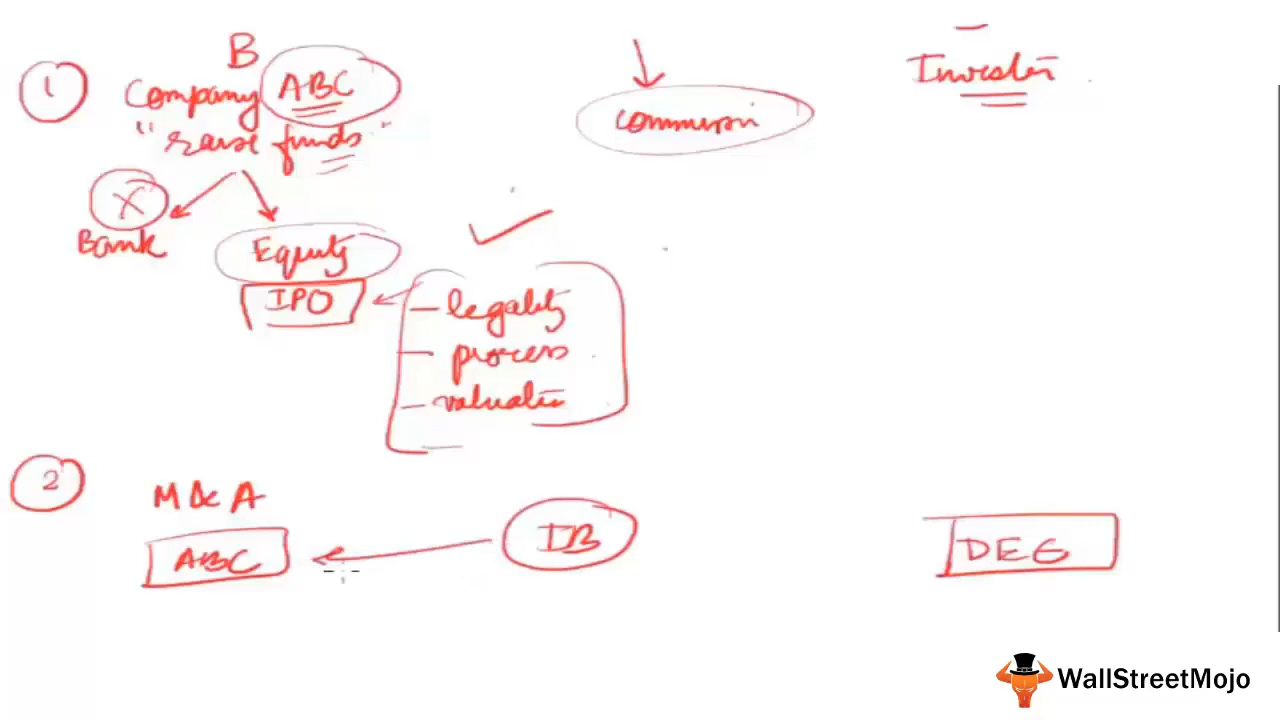 1
B
Company ABC
"raise funds"
X
Bank
Equity
IPO
- legality
- process
- valuation
Commission
Investor
2
M & A
ABC
IB
DEG
WallStreetMojo